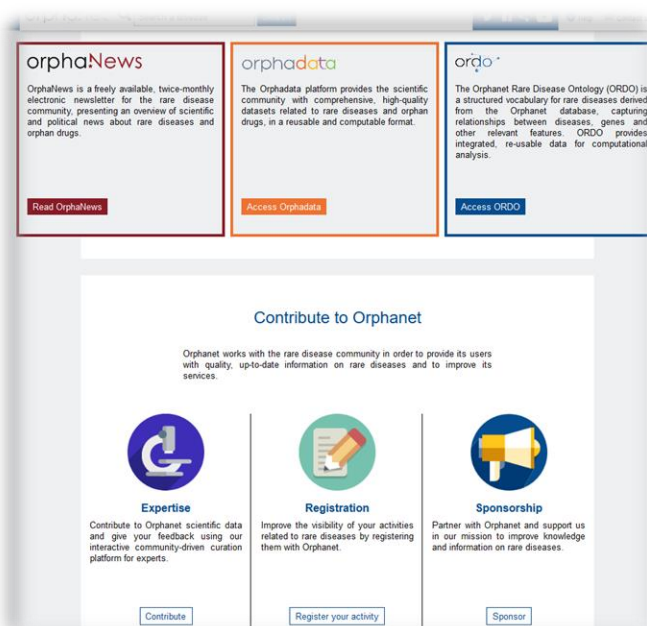 orphaNews
OrphaNews is a freely available, twice-monthly
electronic newsletter for the rare disease
community, presenting an overview of scientific
and political news about rare diseases and
orphan drugs.
Read OrphaNews
orphadata
The Orphadata platform provides the scientific
community with comprehensive, high-quality
datasets related to rare diseases and orphan
drugs, in a reusable and computable format.
Access Orphadata
ordo
The Orphanet Rare Disease Ontology (ORDO) is
a structured vocabulary for rare diseases derived
from the Orphanet database, capturing
relationships between diseases, genes and
other relevant features. ORDO provides
integrated, re-usable data for computational
analysis.
Access ORDO
Contribute to Orphanet
Orphanet works with the rare disease community in order to provide its users
with quality, up-to-date information on rare diseases and to improve its
services.
Expertise
Contribute to Orphanet scientific data
and give your feedback using our
interactive community-driven curation
platform for experts.
Contribute
Registration
Improve the visibility of your activities
related to rare diseases by registering
them with Orphanet.
Register your activity
Sponsorship
Partner with Orphanet and support us
in our mission to improve knowledge
and information on rare diseases.
Sponsor